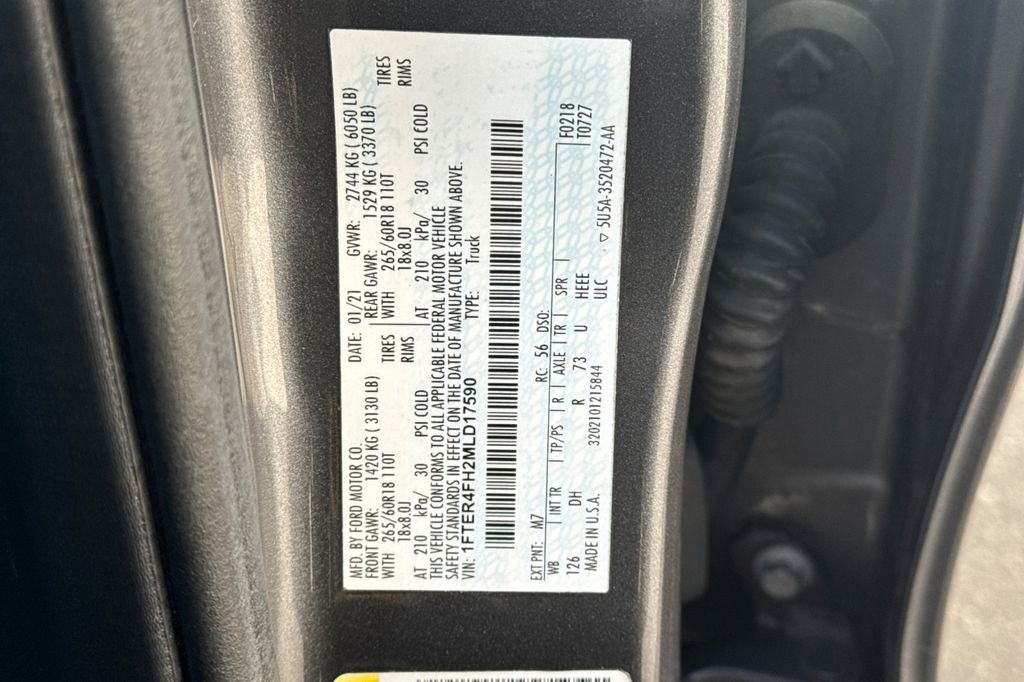 MFD. BY FORD MOTOR CO. DATE: 01/21 GVWR: 2744 KG ( 6050 LB)
FRONT GAWR: 1420 KG ( 3130 LB) REAR GAWR: 1529 KG ( 3370 LB)
WITH 265/60R18 110T TIRES WITH 265/60R18 110T TIRES
18x8.0J RIMS 18x8.0J RIMS
AT 210 kPa/ 30 PSI COLD AT 210 kPa/ 30 PSI COLD
THIS VEHICLE CONFORMS TO ALL APPLICABLE FEDERAL MOTOR VEHICLE
SAFETY STANDARDS IN EFFECT ON THE DATE OF MANUFACTURE SHOWN ABOVE.
VIN: 1FTER4FH2MLD17590 TYPE: Truck
EXT PNT: M7 RC: 56 DSO: F0218
WB INT TR TP/PS R AXLE TR SPR T0727
126 DH R 73 U HEEE
MADE IN U.S.A. 3202101215844 ULC ▽ 5U5A-3520472-AA